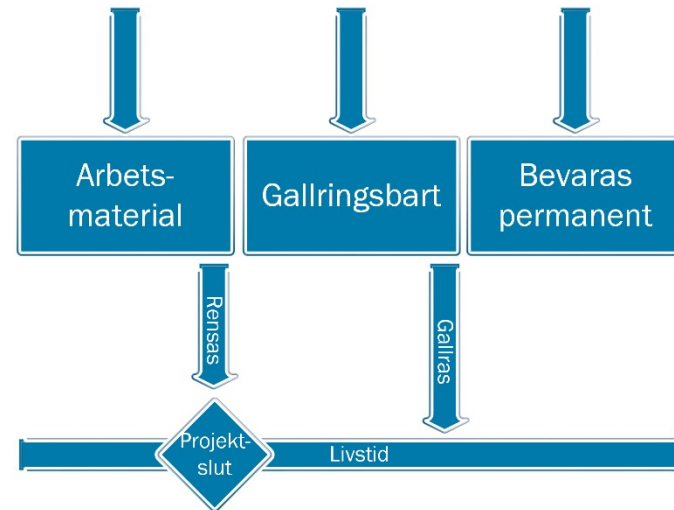 Arbets-
material
Gallringsbart
Bevaras
permanent
Rensas
Gallras
Projekt-
slut
Livstid